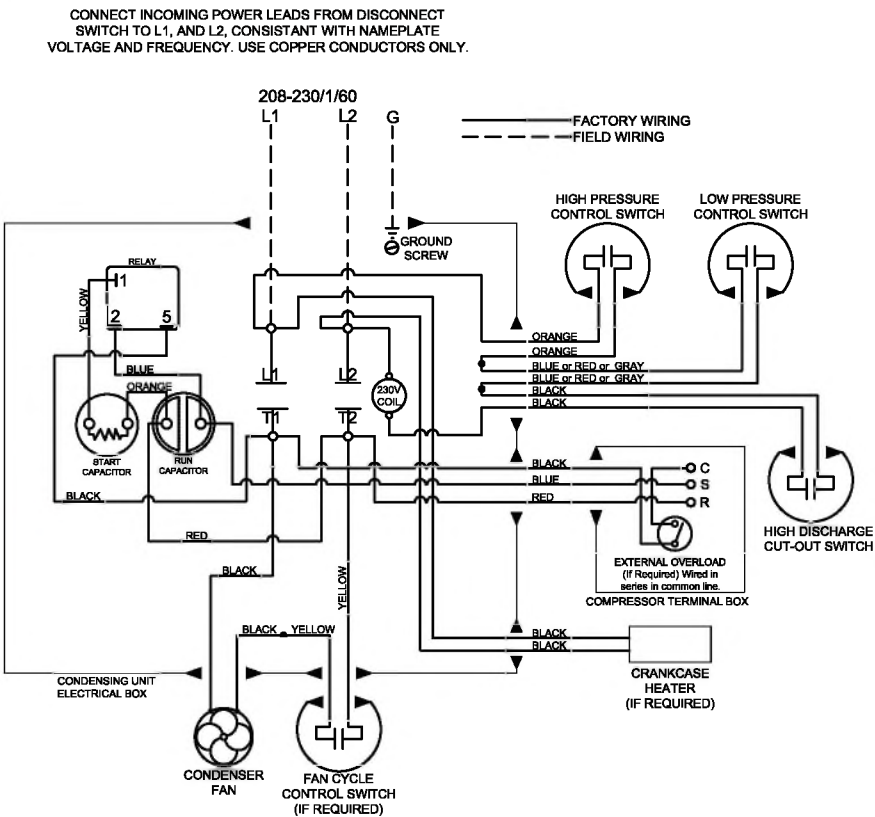 CONNECT INCOMING POWER LEADS FROM DISCONNECT
SWITCH TO L1, AND L2, CONSISTANT WITH NAMEPLATE
VOLTAGE AND FREQUENCY. USE COPPER CONDUCTORS ONLY.
208-230/1/60
L1
L2
G
FACTORY WIRING
FIELD WIRING
HIGH PRESSURE
CONTROL SWITCH
LOW PRESSURE
CONTROL SWITCH
GROUND
SCREW
RELAY
1
2
5
YELLOW
BLUE
ORANGE
START
CAPACITOR
RUN
CAPACITOR
L1
T1
L2
T2
230V
COIL
ORANGE
ORANGE
BLUE or RED or GRAY
BLUE or RED or GRAY
BLACK
BLACK
BLACK
BLUE
RED
C
S
R
BLACK
RED
BLACK
YELLOW
HIGH DISCHARGE
CUT-OUT SWITCH
EXTERNAL OVERLOAD
(If Required) Wired in
series in common line.
COMPRESSOR TERMINAL BOX
BLACK
YELLOW
BLACK
BLACK
CRANKCASE
HEATER
(IF REQUIRED)
CONDENSING UNIT
ELECTRICAL BOX
CONDENSER
FAN
FAN CYCLE
CONTROL SWITCH
(IF REQUIRED)